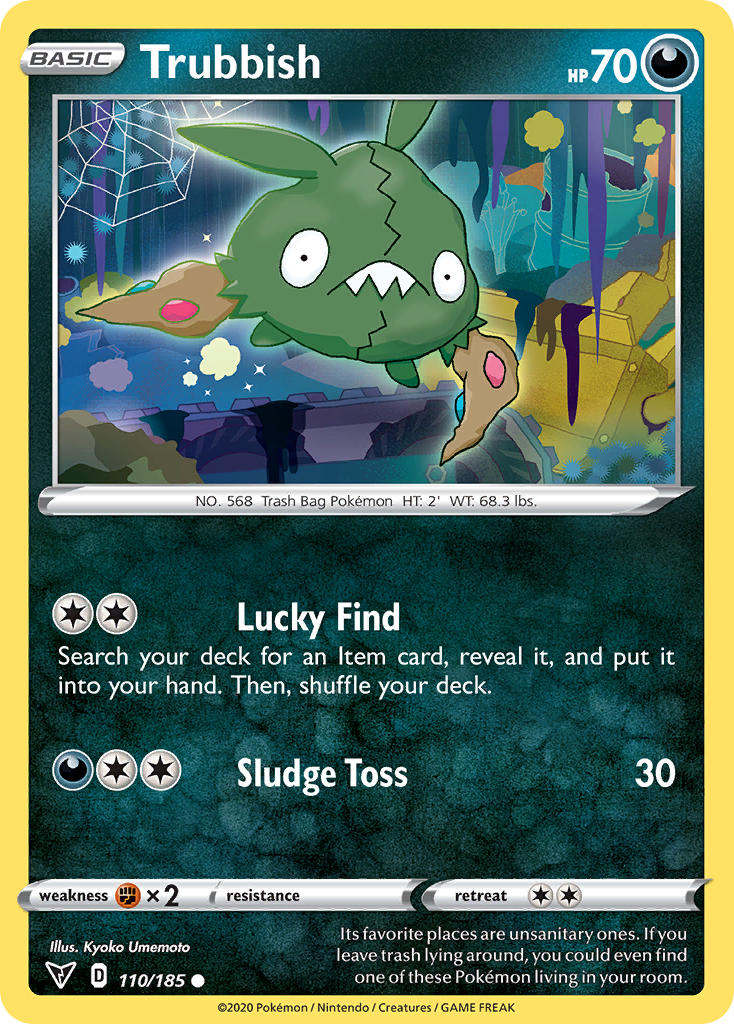 BASIC
Trubbish
HP 70
NO. 568 Trash Bag Pokémon HT: 2' WT: 68.3 lbs.
Lucky Find
Search your deck for an Item card, reveal it, and put it
into your hand. Then, shuffle your deck.
Sludge Toss 30
weakness ×2 resistance retreat
Illus. Kyoko Umemoto
Its favorite places are unsanitary ones. If you
leave trash lying around, you could even find
one of these Pokémon living in your room.
D 110/185
©2020 Pokémon / Nintendo / Creatures / GAME FREAK